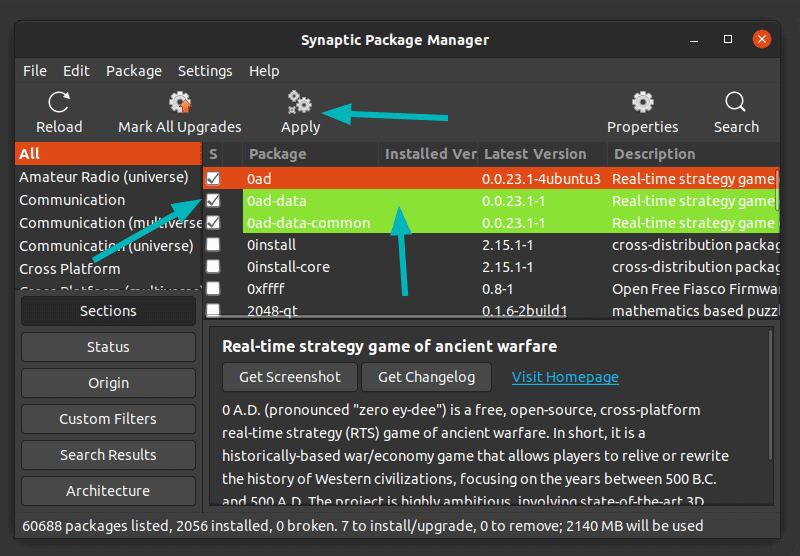 Synaptic Package Manager
File Edit Package Settings Help
Reload Mark All Upgrades Apply Properties Search
All
Amateur Radio (universe)
Communication
Communication (multiverse
Communication (universe)
Cross Platform
Cross Platform (multiverse
S Package Installed Ver Latest Version Description
0ad 0.0.23.1-4ubuntu3 Real-time strategy game
0ad-data 0.0.23.1-1 Real-time strategy game
0ad-data-common 0.0.23.1-1 Real-time strategy game
0install 2.15.1-1 cross-distribution packag
0install-core 2.15.1-1 cross-distribution packag
0xffff 0.8-1 Open Free Fiasco Firmwa
2048-qt 0.1.6-2build1 mathematics based puzzl
Sections
Status
Origin
Custom Filters
Search Results
Architecture
Real-time strategy game of ancient warfare
Get Screenshot Get Changelog Visit Homepage
0 A.D. (pronounced "zero ey-dee") is a free, open-source, cross-platform
real-time strategy (RTS) game of ancient warfare. In short, it is a
historically-based war/economy game that allows players to relive or rewrite
the history of Western civilizations, focusing on the years between 500 B.C.
and 500 A.D. The project is highly ambitious, involving state-of-the-art 3D
60688 packages listed, 2056 installed, 0 broken. 7 to install/upgrade, 0 to remove; 2140 MB will be used